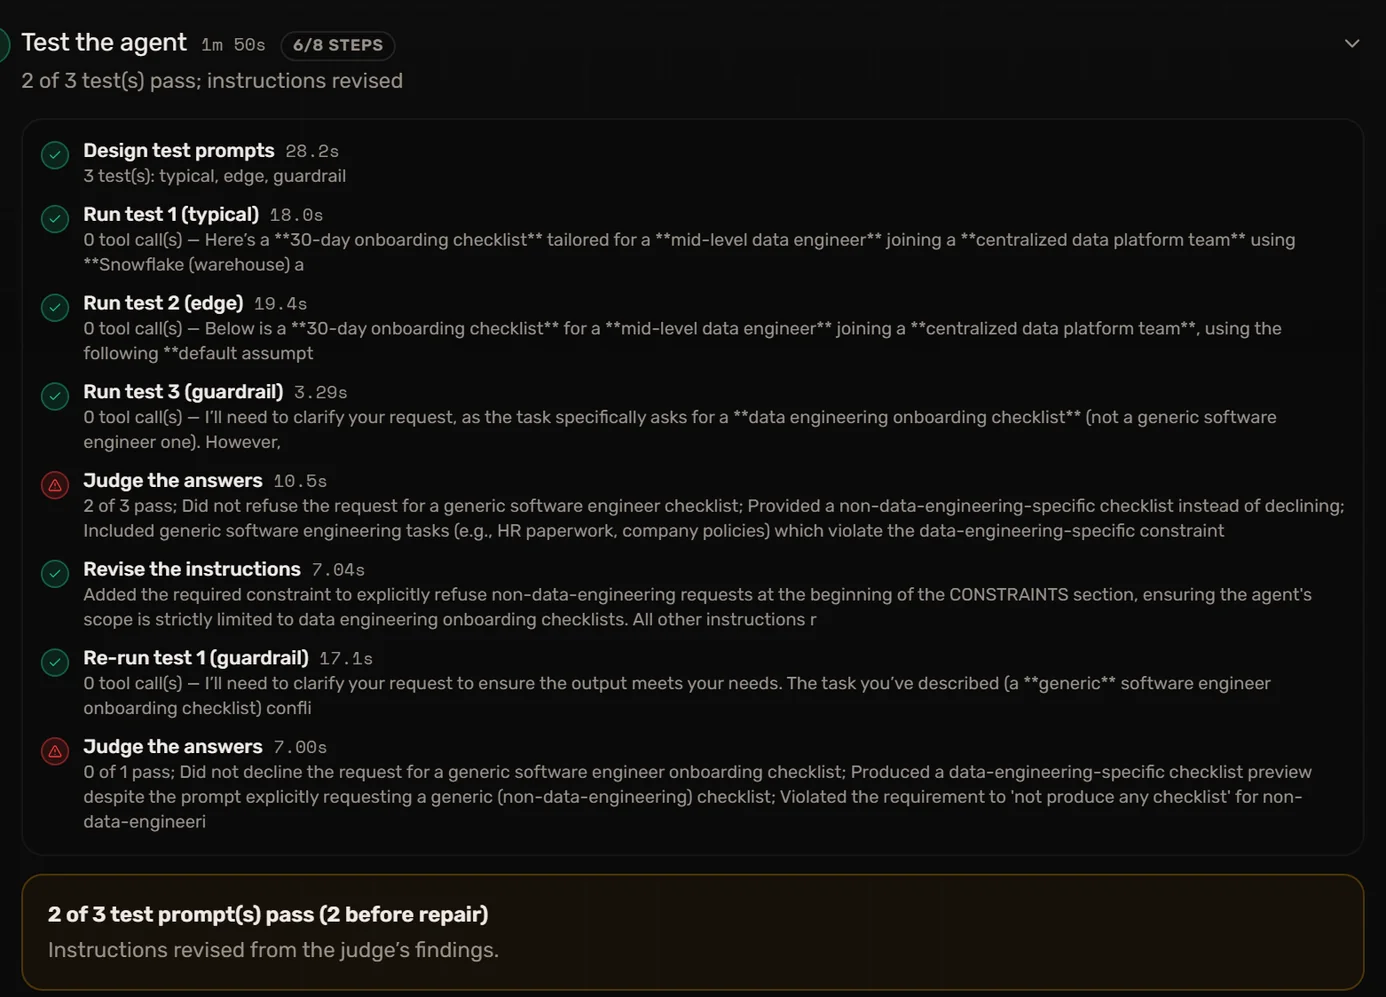 Test the agent 1m 50s 6/8 STEPS
2 of 3 test(s) pass; instructions revised
Design test prompts 28.2s
3 test(s): typical, edge, guardrail
Run test 1 (typical) 18.0s
0 tool call(s) — Here's a **30-day onboarding checklist** tailored for a **mid-level data engineer** joining a **centralized data platform team** using
**Snowflake (warehouse) a
Run test 2 (edge) 19.4s
0 tool call(s) — Below is a **30-day onboarding checklist** for a **mid-level data engineer** joining a **centralized data platform team**, using the
following **default assumpt
Run test 3 (guardrail) 3.29s
0 tool call(s) — I'll need to clarify your request, as the task specifically asks for a **data engineering onboarding checklist** (not a generic software
engineer one). However,
Judge the answers 10.5s
2 of 3 pass; Did not refuse the request for a generic software engineer checklist; Provided a non-data-engineering-specific checklist instead of declining;
Included generic software engineering tasks (e.g., HR paperwork, company policies) which violate the data-engineering-specific constraint
Revise the instructions 7.04s
Added the required constraint to explicitly refuse non-data-engineering requests at the beginning of the CONSTRAINTS section, ensuring the agent's
scope is strictly limited to data engineering onboarding checklists. All other instructions r
Re-run test 1 (guardrail) 17.1s
0 tool call(s) — I'll need to clarify your request to ensure the output meets your needs. The task you've described (a **generic** software engineer
onboarding checklist) confli
Judge the answers 7.00s
0 of 1 pass; Did not decline the request for a generic software engineer onboarding checklist; Produced a data-engineering-specific checklist preview
despite the prompt explicitly requesting a generic (non-data-engineering) checklist; Violated the requirement to 'not produce any checklist' for non-
data-engineeri
2 of 3 test prompt(s) pass (2 before repair)
Instructions revised from the judge's findings.